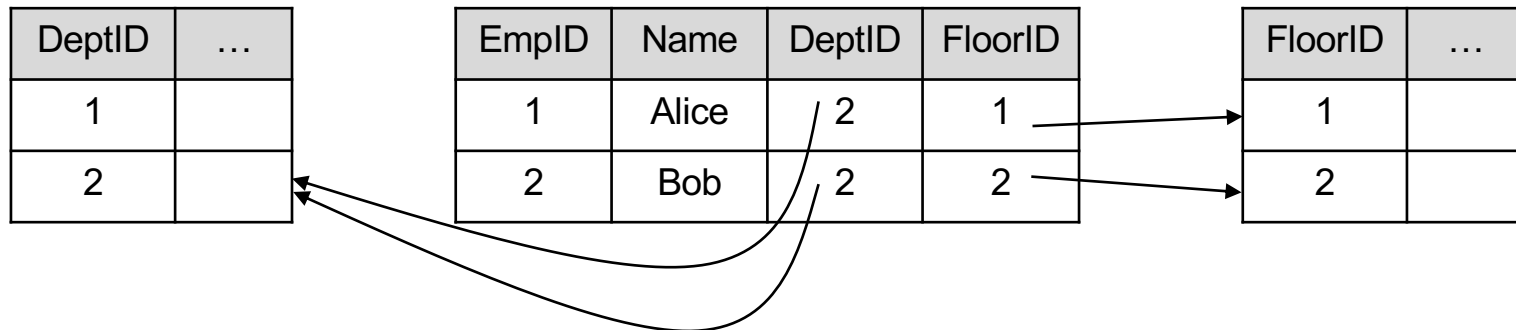 DeptID …
1
2
EmpID Name DeptID FloorID
1 Alice 2 1
2 Bob 2 2
FloorID …
1
2